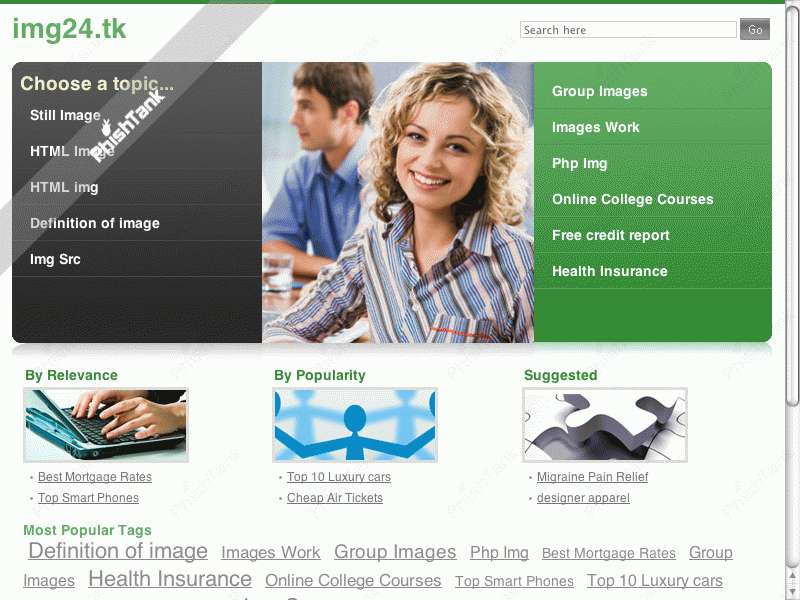 img24.tk
Search here
Go
Choose a topic...
Still Image
HTML Image
HTML img
Definition of image
Img Src
PhishTank
Group Images
Images Work
Php Img
Online College Courses
Free credit report
Health Insurance
By Relevance
Best Mortgage Rates
Top Smart Phones
By Popularity
Top 10 Luxury cars
Cheap Air Tickets
Suggested
Migraine Pain Relief
designer apparel
Most Popular Tags
Definition of image Images Work Group Images Php Img Best Mortgage Rates Group
Images Health Insurance Online College Courses Top Smart Phones Top 10 Luxury cars